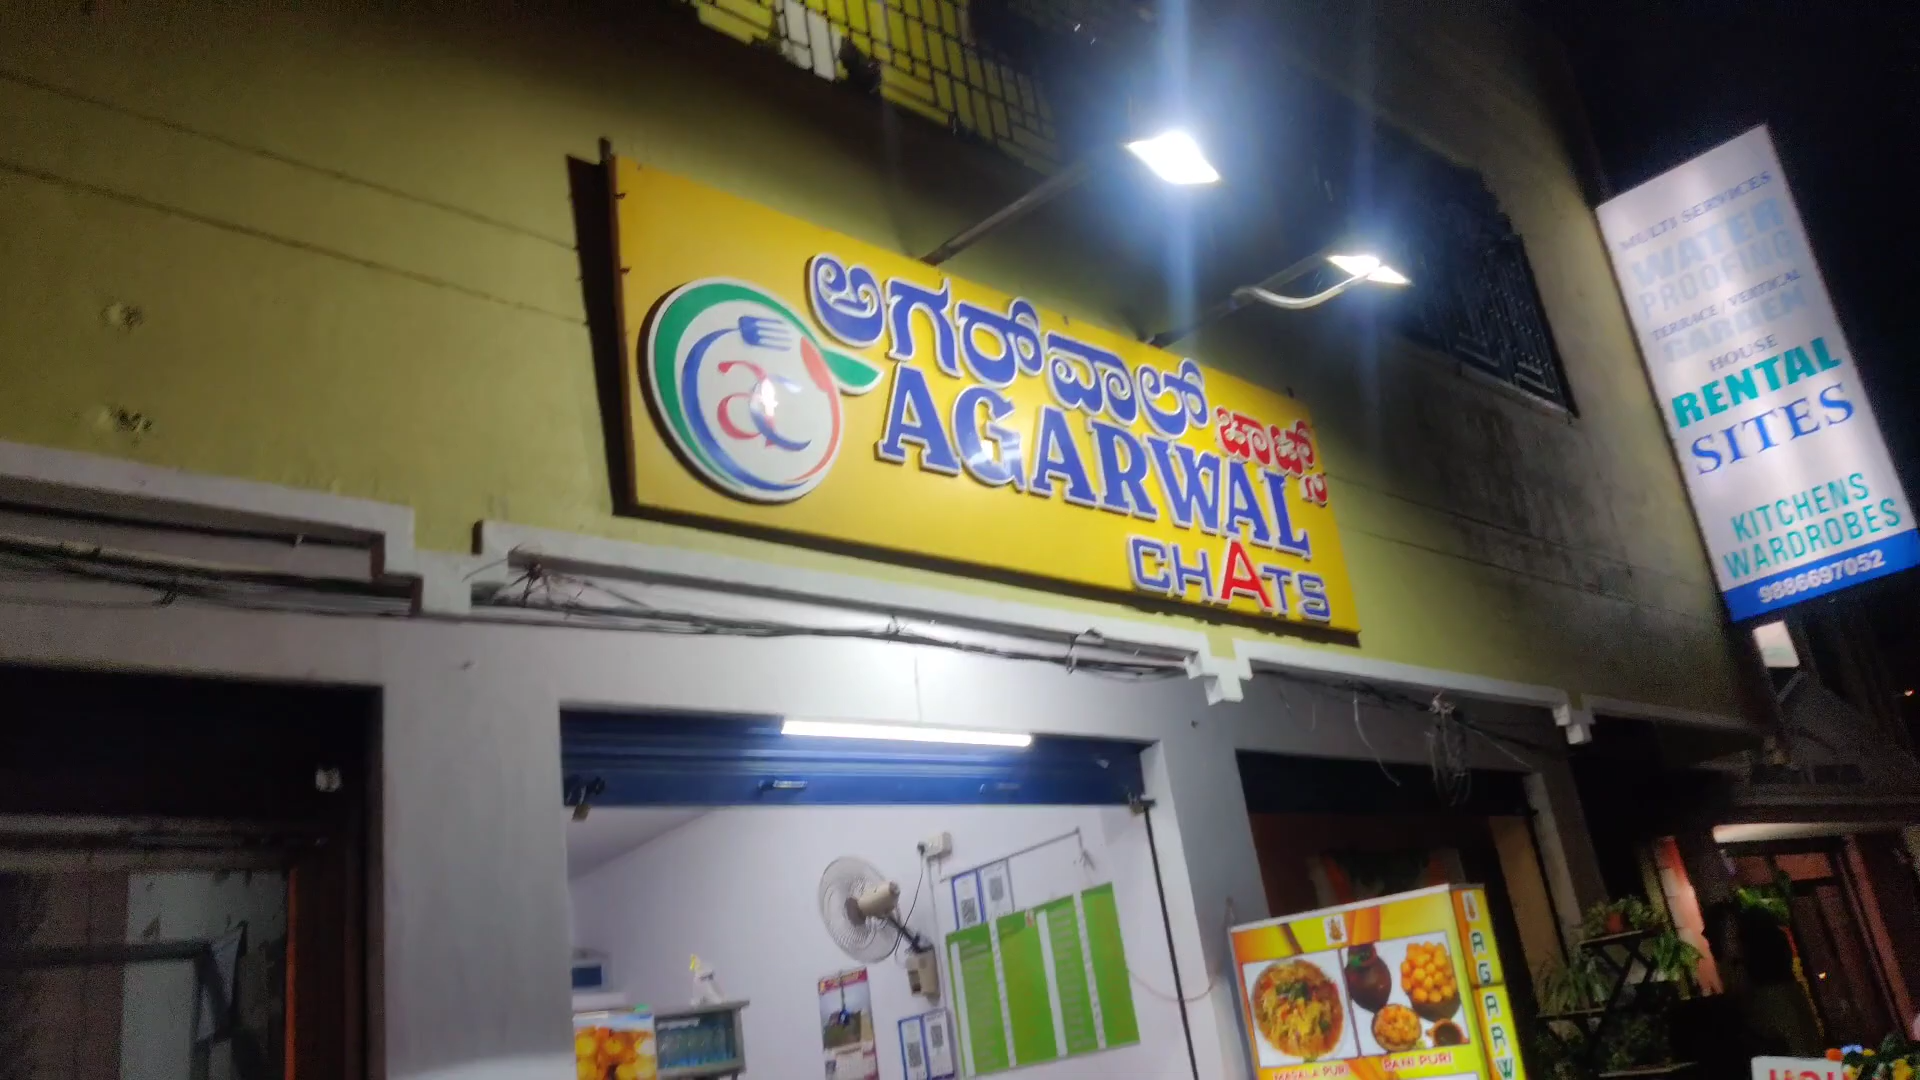 ಅಗರ್‌ವಾಲ್ ಚಾಟ್ಸ್
ac
AGARWAL
CHATS
MULTI SERVICES
WATER
PROOFING
TERRACE / VERTICAL
GARDEN
HOUSE
RENTAL
SITES
KITCHENS
WARDROBES
9886697052
MASALA PURI
PANI PURI
AGARW